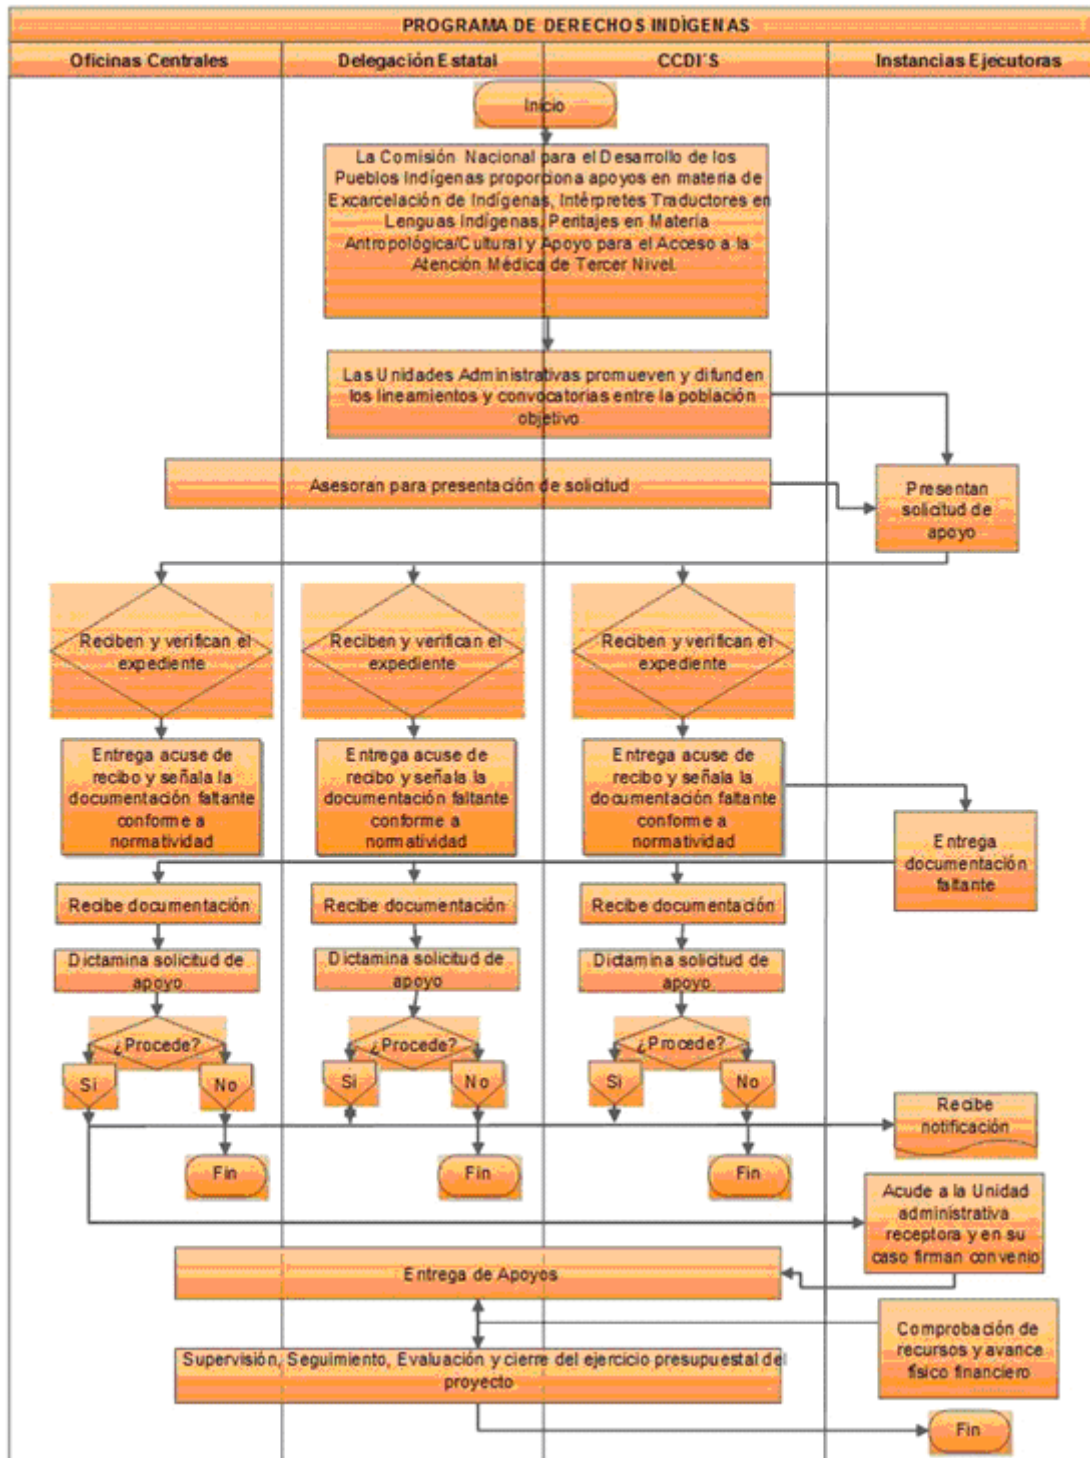 PROGRAMA DE DERECHOS INDÌGENAS
Oficinas Centrales
Delegación Estatal
CCDI´S
Instancias Ejecutoras
Inicio
La Comisión Nacional para el Desarrollo de los
Pueblos Indígenas proporciona apoyos en materia de
Excarcelación de Indígenas, Intérpretes Traductores en
Lenguas Indígenas, Peritajes en Materia
Antropológica/Cultural y Apoyo para el Acceso a la
Atención Médica de Tercer Nivel.
Las Unidades Administrativas promueven y difunden
los lineamientos y convocatorias entre la población
objetivo
Asesoran para presentación de solicitud
Presentan
solicitud de
apoyo
Reciben y verifican el
expediente
Reciben y verifican el
expediente
Reciben y verifican el
expediente
Entrega acuse de
recibo y señala la
documentación faltante
conforme a
normatividad
Entrega acuse de
recibo y señala la
documentación faltante
conforme a
normatividad
Entrega acuse de
recibo y señala la
documentación faltante
conforme a
normatividad
Entrega
documentación
faltante
Recibe documentación
Recibe documentación
Recibe documentación
Dictamina solicitud de
apoyo
Dictamina solicitud de
apoyo
Dictamina solicitud de
apoyo
¿Procede?
¿Procede?
¿Procede?
Si
No
Si
No
Si
No
Recibe
notificación
Fin
Fin
Fin
Acude a la Unidad
administrativa
receptora y en su
caso firman convenio
Entrega de Apoyos
Comprobación de
recursos y avance
físico financiero
Supervisión, Seguimiento, Evaluación y cierre del ejercicio presupuestal del
proyecto
Fin